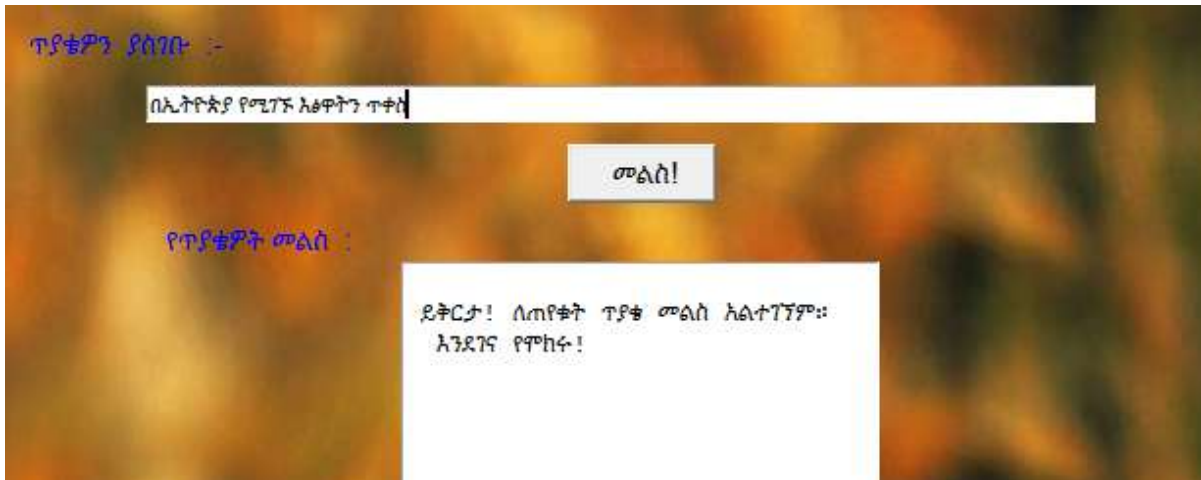 ጥያቄዎን ያስገቡ :-
በኢትዮጵያ የሚገኙ እፅዋትን ጥቀስ
መልስ!
የጥያቄዎት መልስ :
ይቅርታ! ለጠየቁት ጥያቄ መልስ አልተገኘም።
እንደገና የሞክሩ!